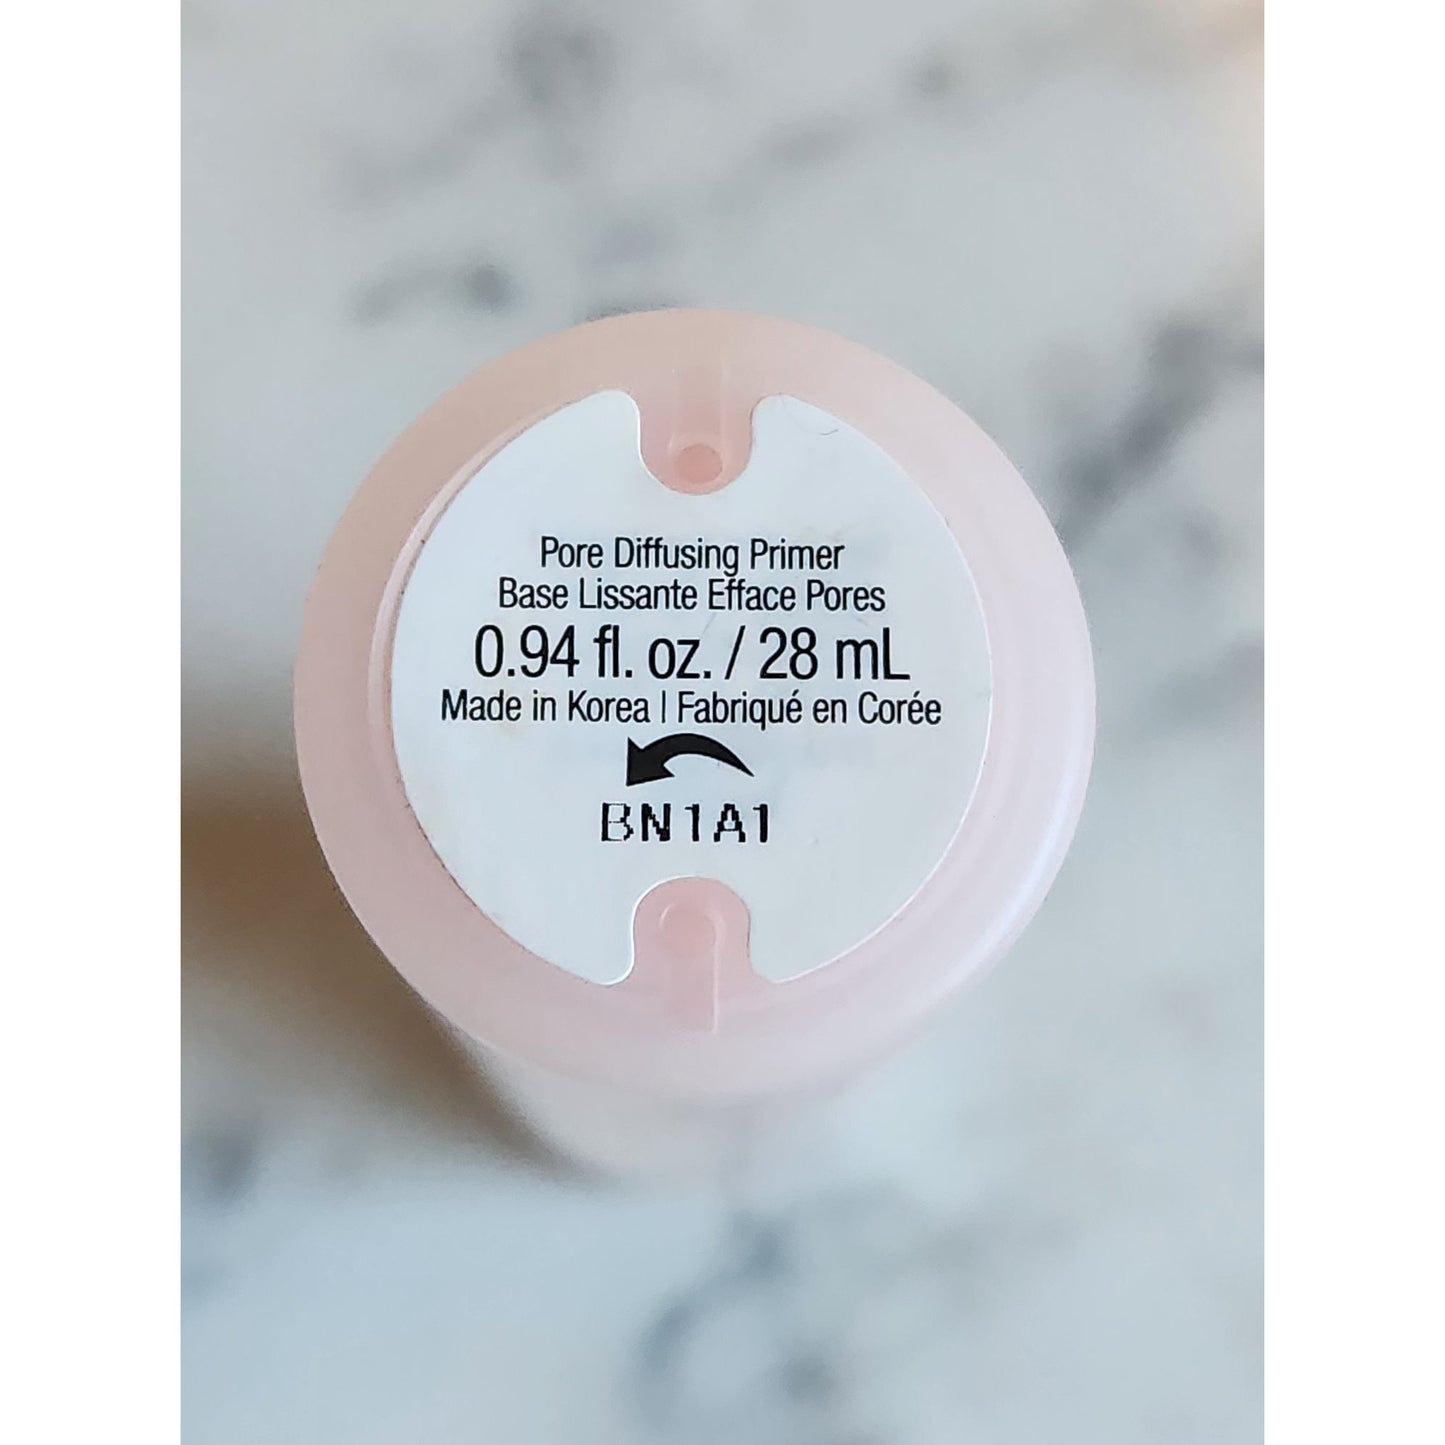 Pore Diffusing Primer
Base Lissante Efface Pores
0.94 fl. oz. / 28 mL
Made in Korea | Fabriqué en Corée
BN1A1